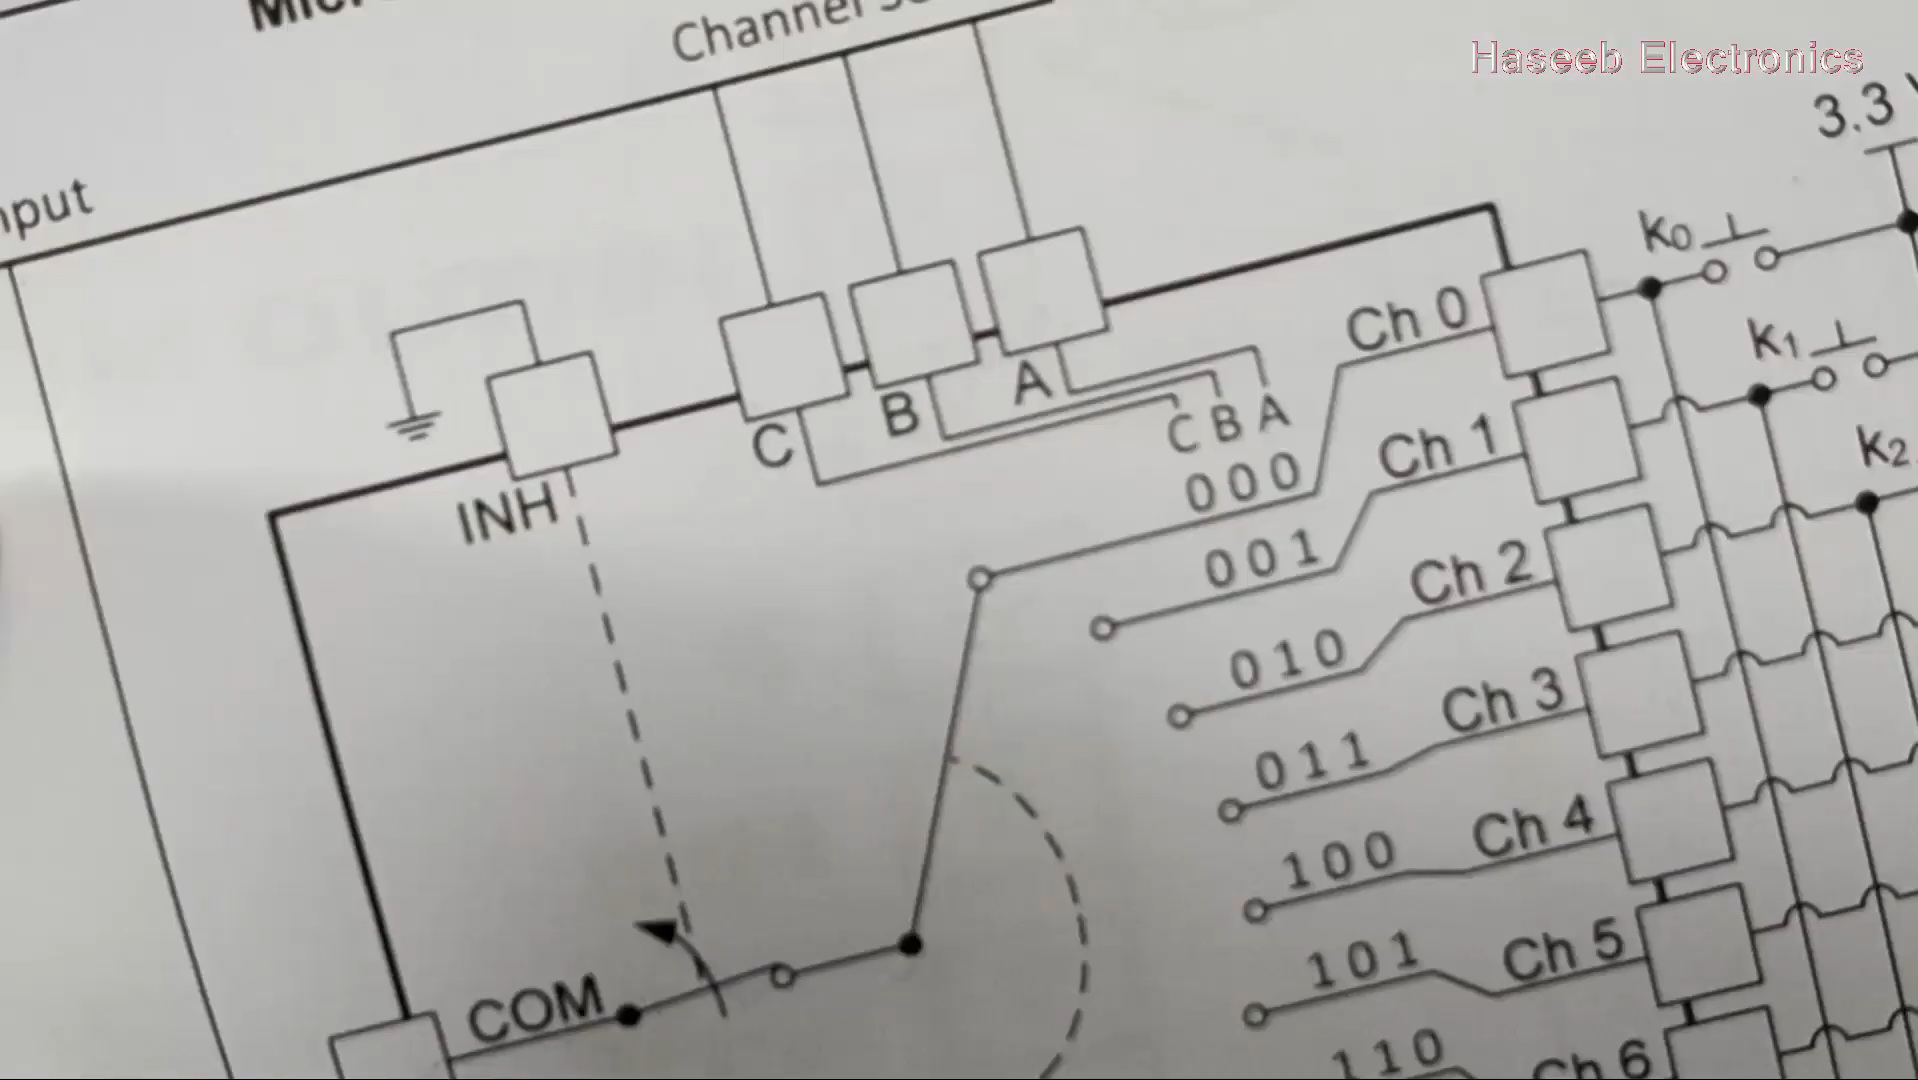 Channel
Haseeb Electronics
3.3
K0
Ch 0
K1
A
B
C
C B A
0 0 0
Ch 1
K2
INH
0 0 1
Ch 2
0 1 0
Ch 3
0 1 1
Ch 4
1 0 0
Ch 5
1 0 1
COM
1 1 0
Ch 6